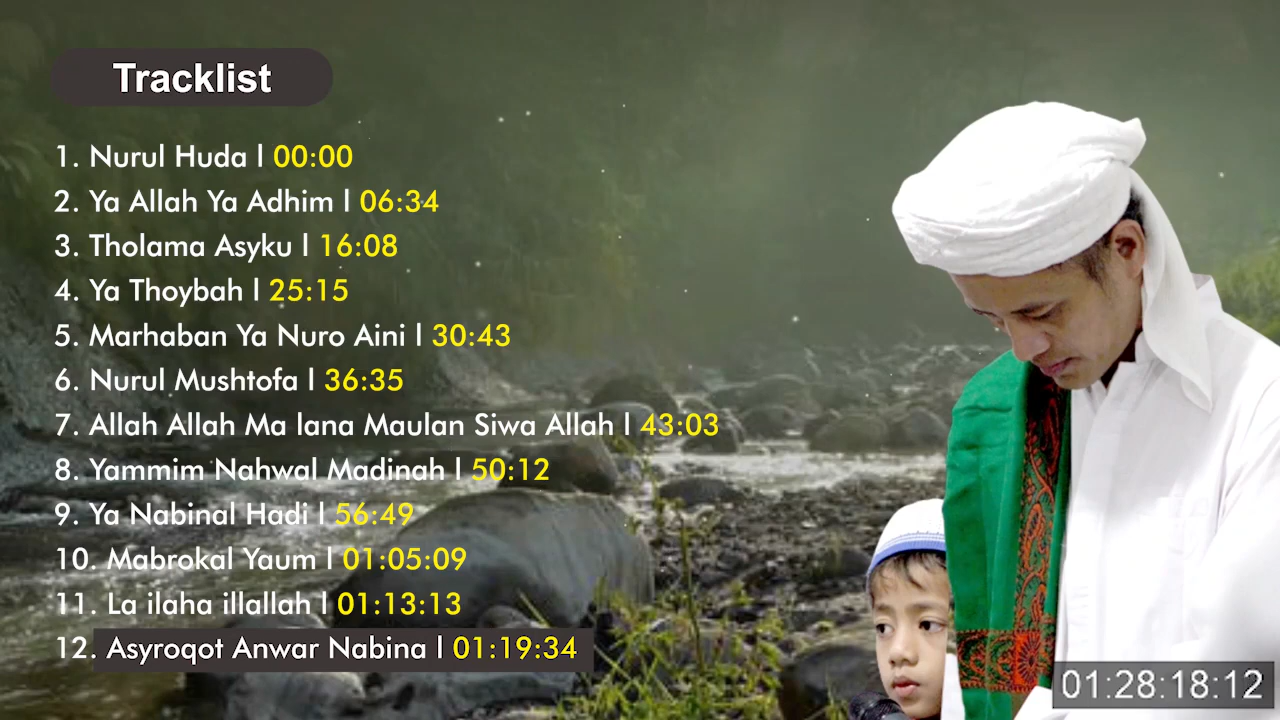 Tracklist
1. Nurul Huda | 00:00
2. Ya Allah Ya Adhim | 06:34
3. Tholama Asyku | 16:08
4. Ya Thoybah | 25:15
5. Marhaban Ya Nuro Aini | 30:43
6. Nurul Mushtofa | 36:35
7. Allah Allah Ma lana Maulan Siwa Allah | 43:03
8. Yammim Nahwal Madinah | 50:12
9. Ya Nabinal Hadi | 56:49
10. Mabrokal Yaum | 01:05:09
11. La ilaha illallah | 01:13:13
12. Asyroqot Anwar Nabina | 01:19:34
01:28:18:12